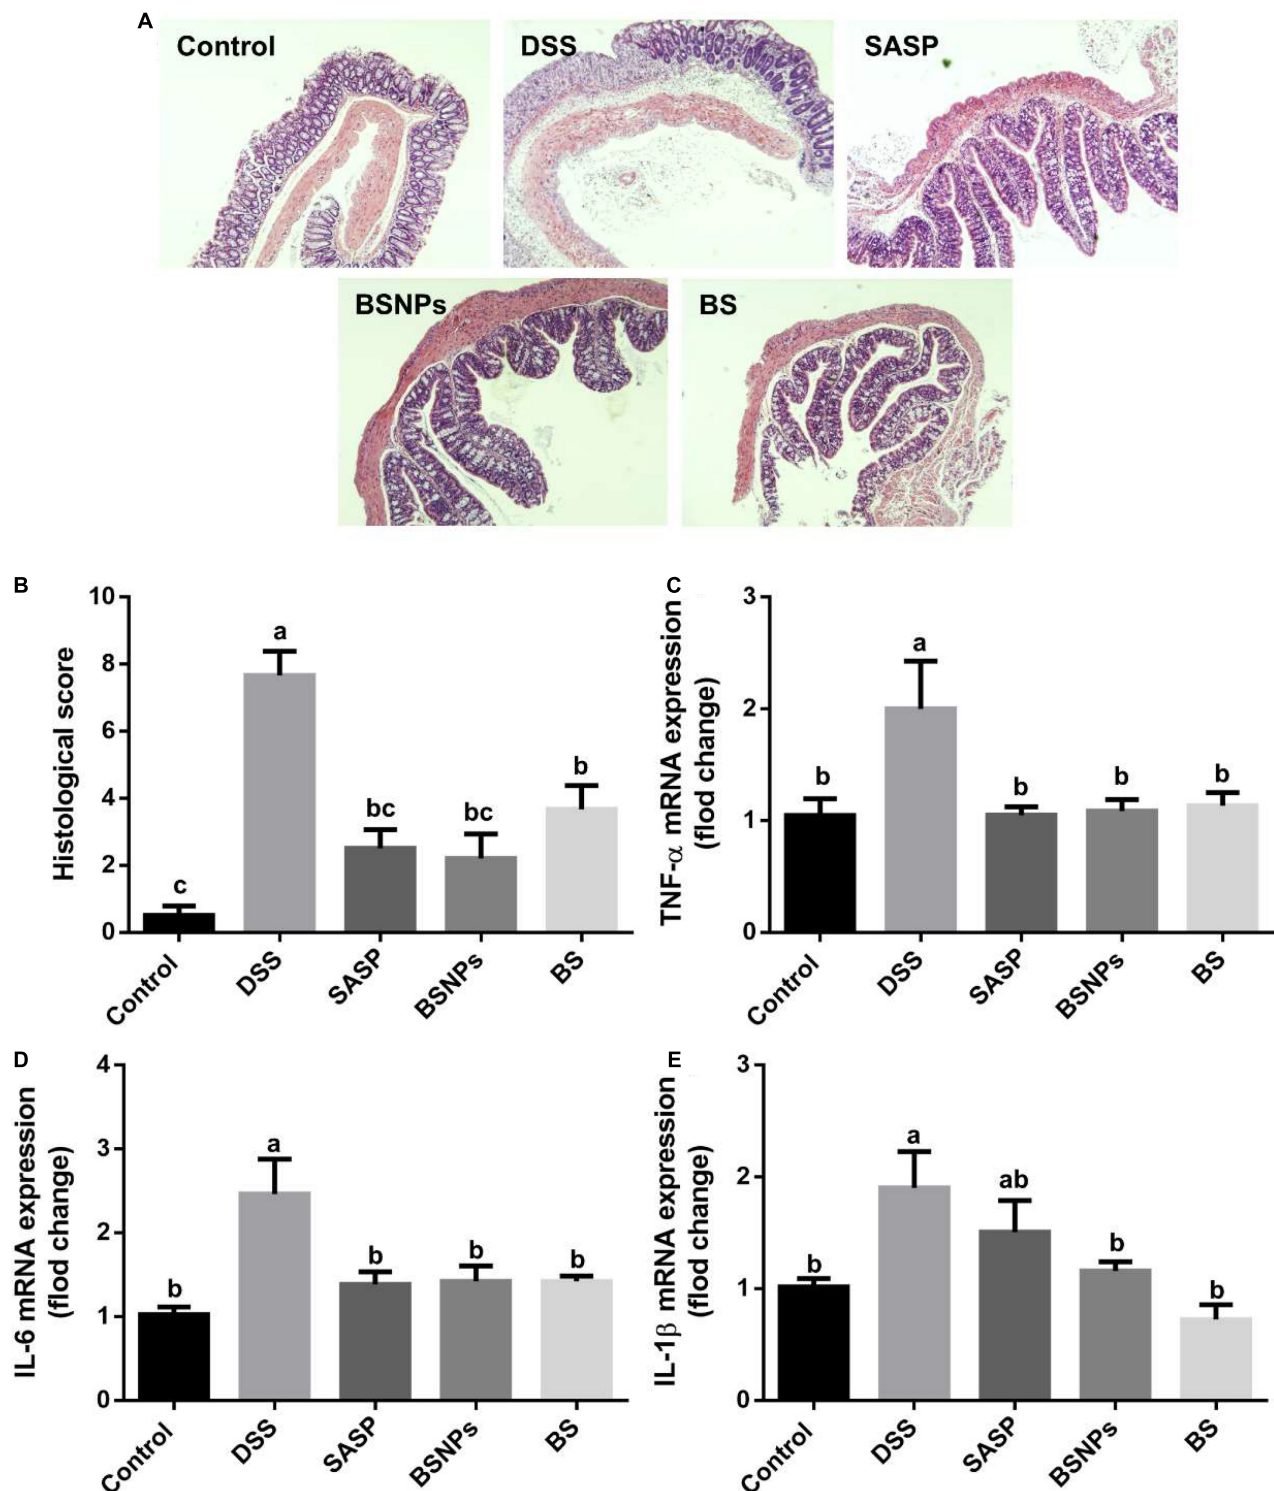 A
Control
DSS
SASP
BSNPs
BS
B
Histological score
10
8
6
4
2
0
c
a
bc
bc
b
Control
DSS
SASP
BSNPs
BS
C
TNF-α mRNA expression
(flod change)
3
2
1
0
b
a
b
b
b
Control
DSS
SASP
BSNPs
BS
D
IL-6 mRNA expression
(flod change)
4
3
2
1
0
b
a
b
b
b
Control
DSS
SASP
BSNPs
BS
E
IL-1β mRNA expression
(flod change)
3
2
1
0
b
a
ab
b
b
Control
DSS
SASP
BSNPs
BS